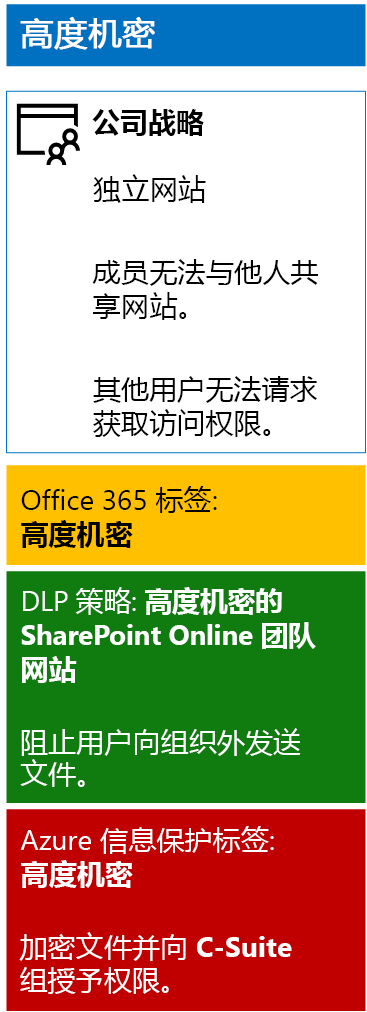 高度机密
公司战略
独立网站
成员无法与他人共
享网站。
其他用户无法请求
获取访问权限。
Office 365 标签:
高度机密
DLP 策略: 高度机密的
SharePoint Online 团队
网站
阻止用户向组织外发送
文件。
Azure 信息保护标签:
高度机密
加密文件并向 C-Suite
组授予权限。